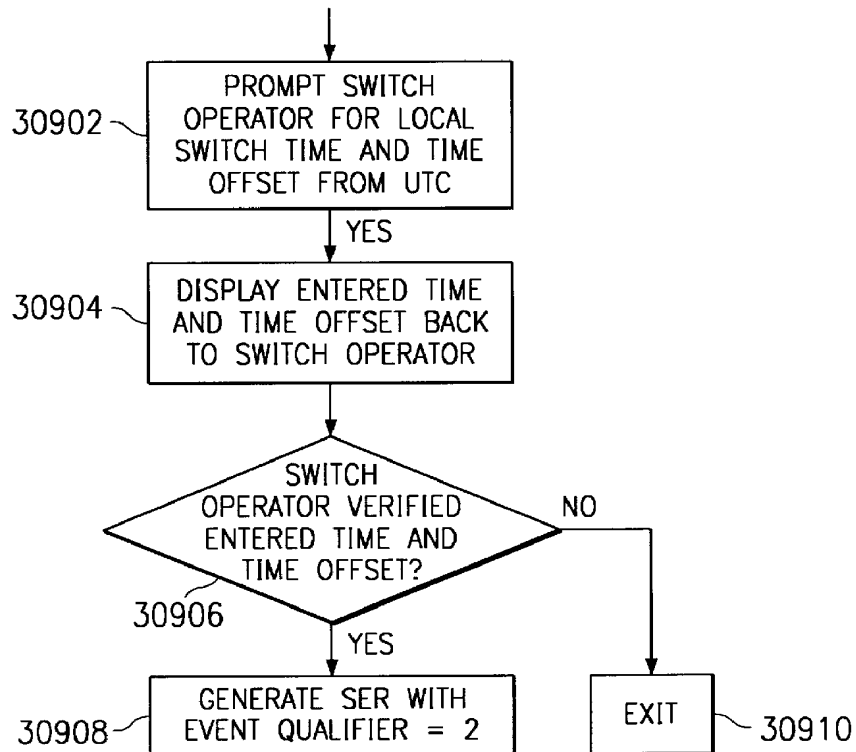 PROMPT SWITCH
30902
OPERATOR FOR LOCAL
SWITCH TIME AND TIME
OFFSET FROM UTC
YES
DISPLAY ENTERED TIME
30904
AND TIME OFFSET BACK
TO SWITCH OPERATOR
SWITCH
OPERATOR VERIFIED
NO
ENTERED TIME AND
TIME OFFSET?
30906
YES
GENERATE SER WITH
30908
EVENT QUALIFIER = 2
EXIT
30910